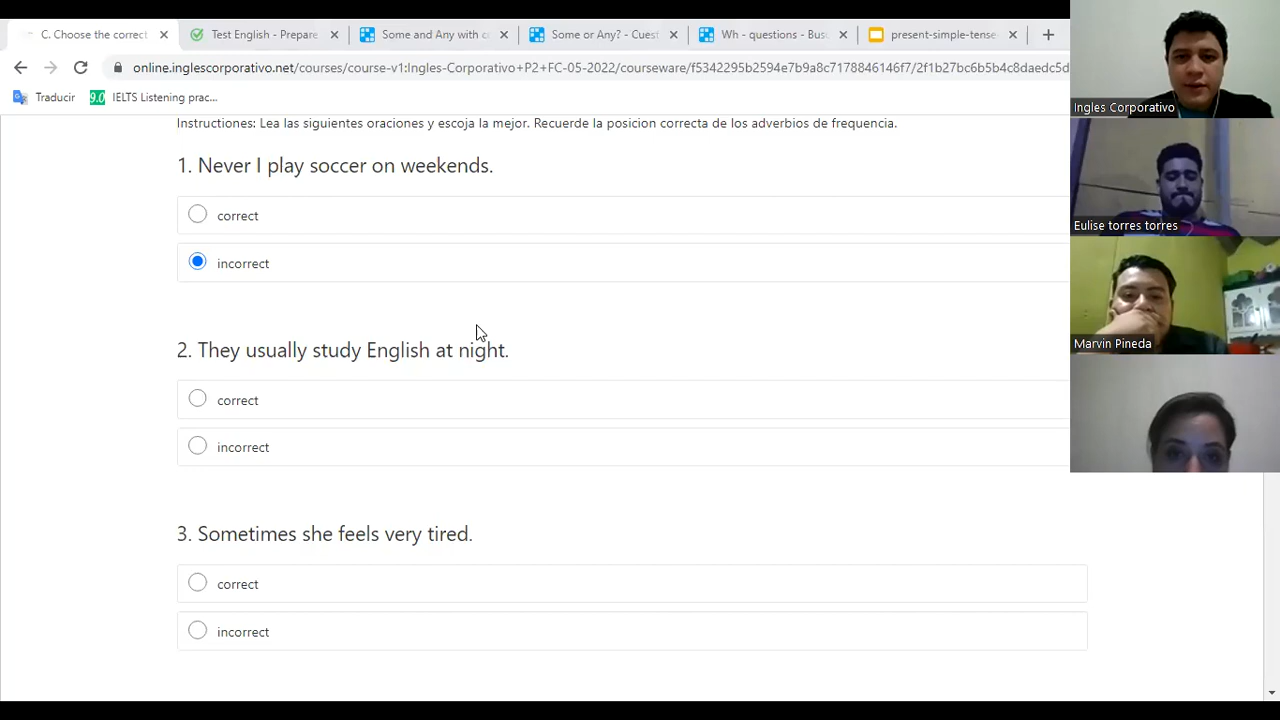 C. Choose the correct
Test English - Prepare
Some and Any with c
Some or Any? - Cuest
Wh - questions - Busc
present-simple-tense
online.inglescorporativo.net/courses/course-v1:Ingles-Corporativo+P2+FC-05-2022/courseware/f5342295b2594e7b9a8c7178846146f7/2f1b27bc6b5b4c8daedc5d
Traducir
9.0 IELTS Listening prac...
Instructiones: Lea las siguientes oraciones y escoja la mejor. Recuerde la posicion correcta de los adverbios de frequencia.
1. Never I play soccer on weekends.
correct
incorrect
2. They usually study English at night.
correct
incorrect
3. Sometimes she feels very tired.
correct
incorrect
Ingles Corporativo
Eulise torres torres
Marvin Pineda